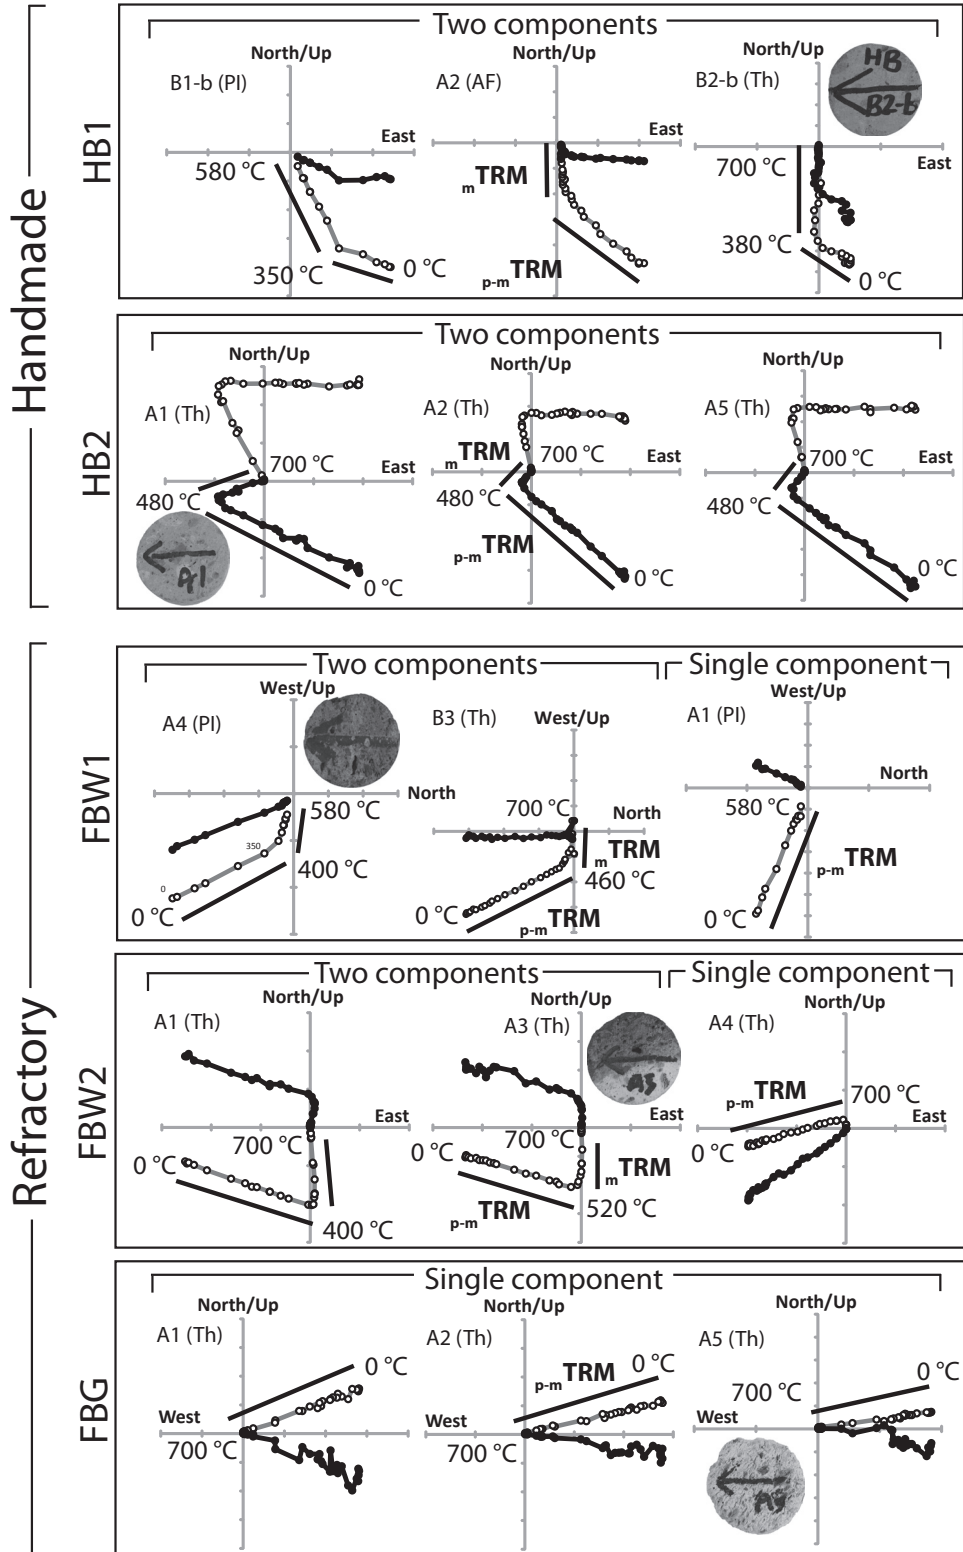 Handmade
HB1
Two components
B1-b (PI)
North/Up
East
580 °C
350 °C
0 °C
A2 (AF)
North/Up
East
mTRM
p-mTRM
B2-b (Th)
North/Up
HB
B2-b
East
700 °C
380 °C
0 °C
HB2
Two components
North/Up
A1 (Th)
700 °C
East
480 °C
A1
0 °C
North/Up
A2 (Th)
mTRM
700 °C
East
480 °C
p-mTRM
0 °C
North/Up
A5 (Th)
700 °C
East
480 °C
0 °C
Refractory
FBW1
Two components
Single component
West/Up
A4 (PI)
580 °C
North
350
400 °C
0
0 °C
B3 (Th)
West/Up
700 °C
North
mTRM
460 °C
0 °C
p-mTRM
West/Up
A1 (PI)
North
580 °C
p-mTRM
0 °C
FBW2
Two components
Single component
North/Up
A1 (Th)
East
700 °C
0 °C
400 °C
North/Up
A3 (Th)
A3
East
700 °C
0 °C
mTRM
p-mTRM
520 °C
North/Up
A4 (Th)
p-mTRM
700 °C
East
0 °C
FBG
Single component
North/Up
A1 (Th)
0 °C
West
700 °C
North/Up
A2 (Th)
p-mTRM
0 °C
West
700 °C
North/Up
A5 (Th)
0 °C
700 °C
West
A5